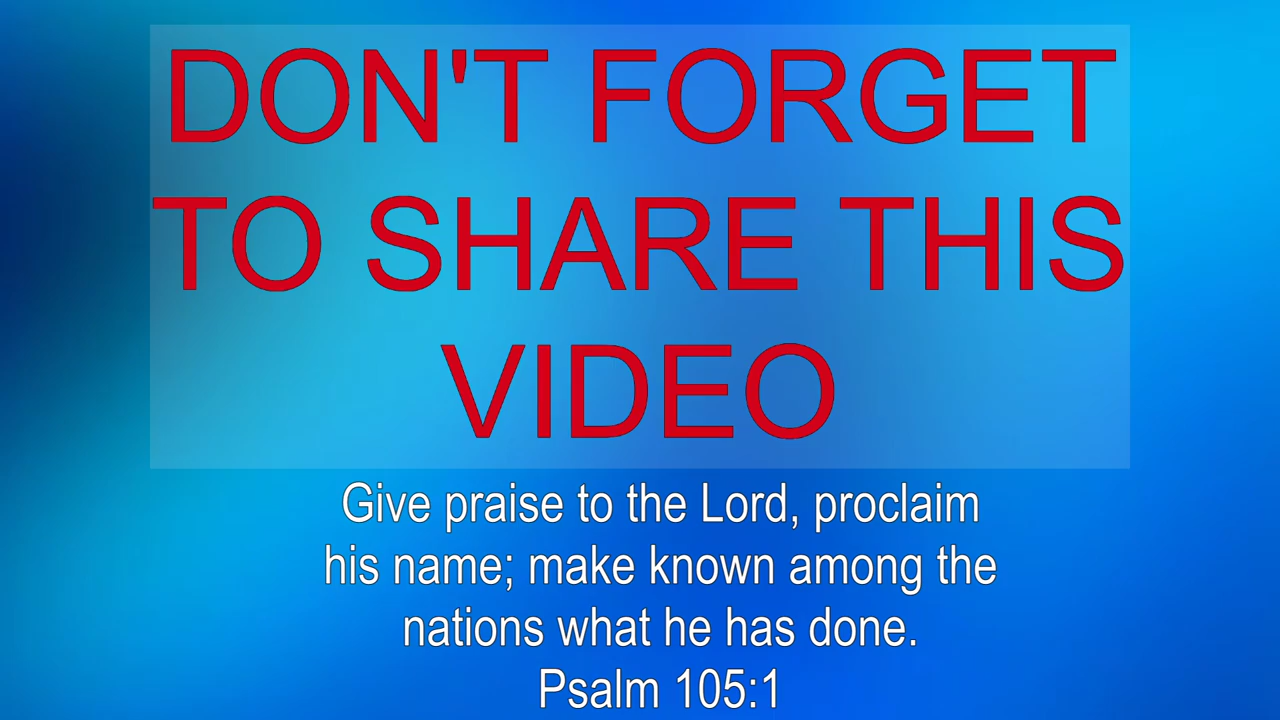 DON'T FORGET
TO SHARE THIS
VIDEO
Give praise to the Lord, proclaim
his name; make known among the
nations what he has done.
Psalm 105:1